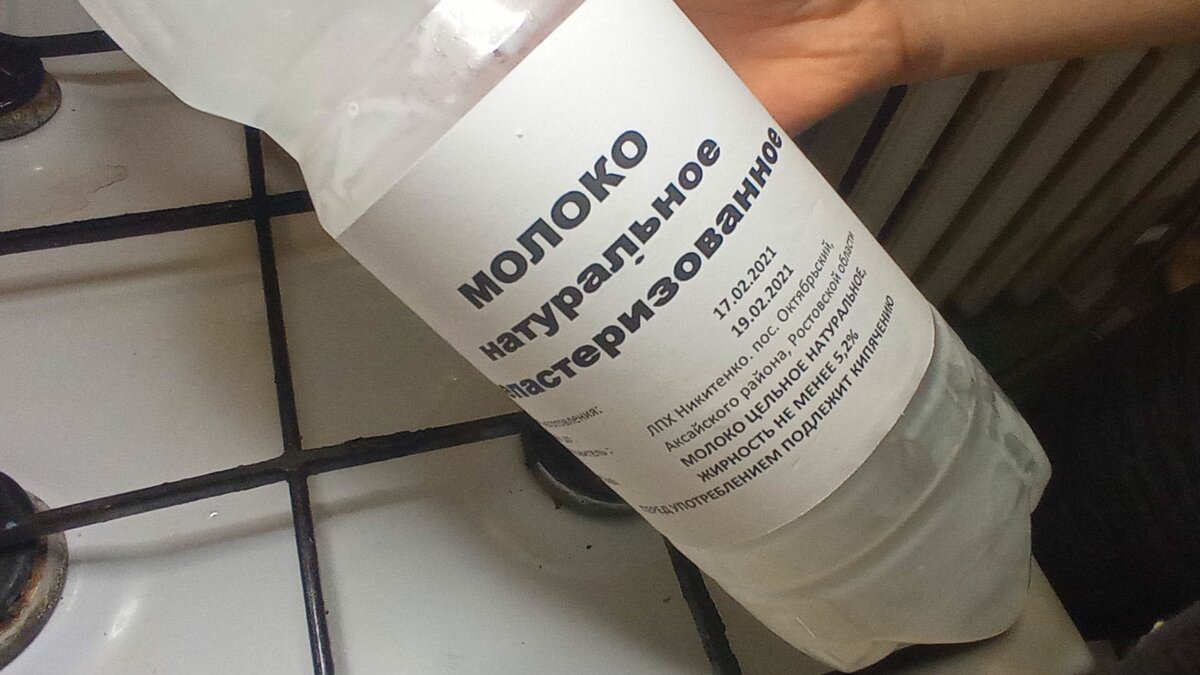 МОЛОКО
натуральное
пастеризованное
17.02.2021
19.02.2021
ЛПХ Никитенко. пос. Октябрьский,
Аксайского района, Ростовской области
МОЛОКО ЦЕЛЬНОЕ НАТУРАЛЬНОЕ,
ЖИРНОСТЬ НЕ МЕНЕЕ 5,2%
ПЕРЕД УПОТРЕБЛЕНИЕМ ПОДЛЕЖИТ КИПЯЧЕНИЮ